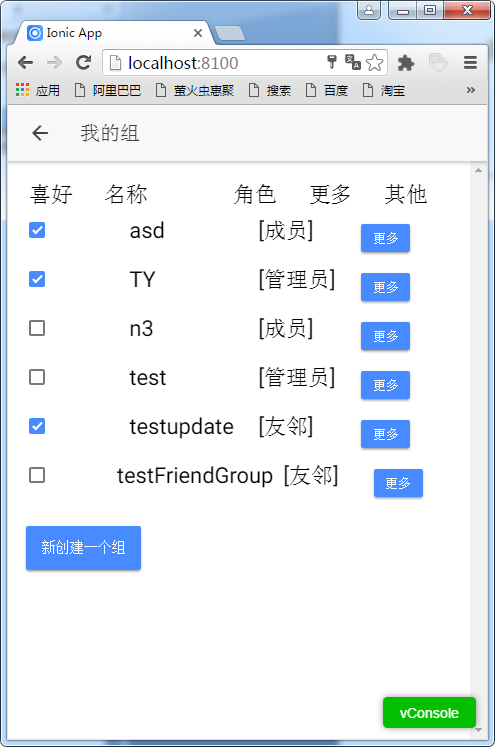 Ionic App
localhost:8100
应用 阿里巴巴 萤火虫惠聚 搜索 百度 淘宝 »
我的组
喜好 名称 角色 更多 其他
asd [成员] 更多
TY [管理员] 更多
n3 [成员] 更多
test [管理员] 更多
testupdate [友邻] 更多
testFriendGroup [友邻] 更多
新创建一个组
vConsole